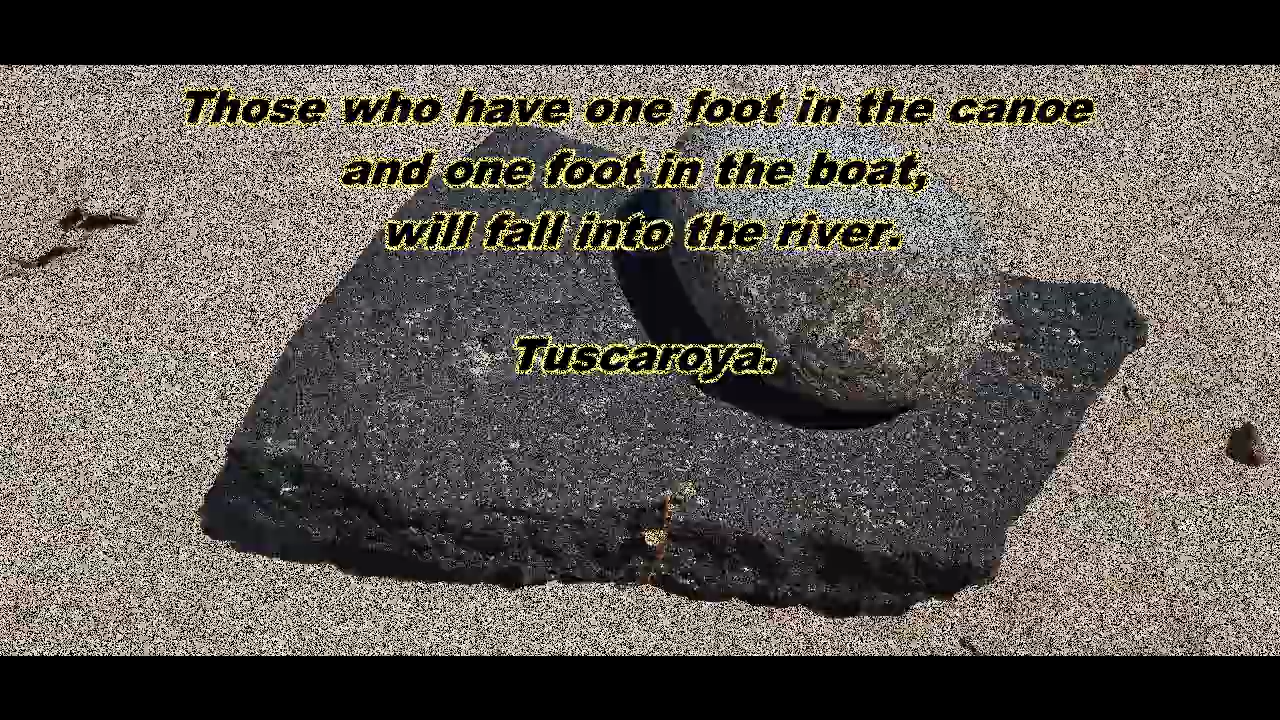 Those who have one foot in the canoe
and one foot in the boat,
will fall into the river.
Tuscaroya.